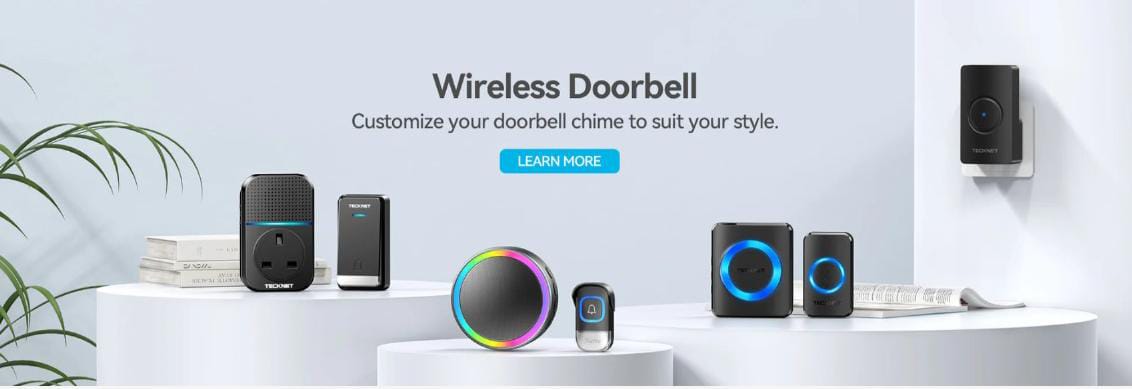 Wireless Doorbell
Customize your doorbell chime to suit your style.
LEARN MORE
TECKNET
TECKNET
TECKNET
TECKNET
TECKNET